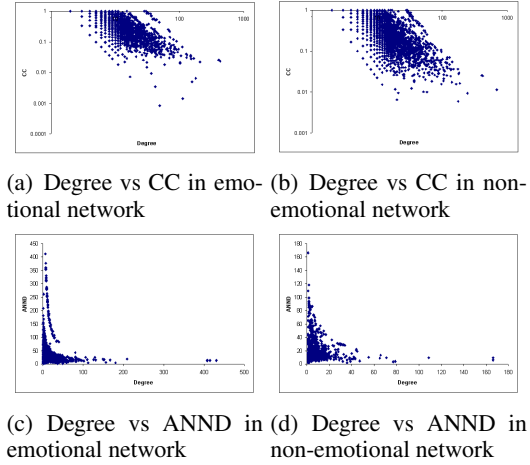 1
100
1000
0.1
CC
0.01
0.001
0.0001
Degree
1
100
1000
0.1
CC
0.01
0.001
Degree
(a) Degree vs CC in emo-
tional network
(b) Degree vs CC in non-
emotional network
450
400
350
300
250
ANND
200
150
100
50
0
0 100 200 300 400 500
Degree
180
160
140
120
100
ANND
80
60
40
20
0
0 20 40 60 80 100 120 140 160 180
Degree
(c) Degree vs ANND in
emotional network
(d) Degree vs ANND in
non-emotional network